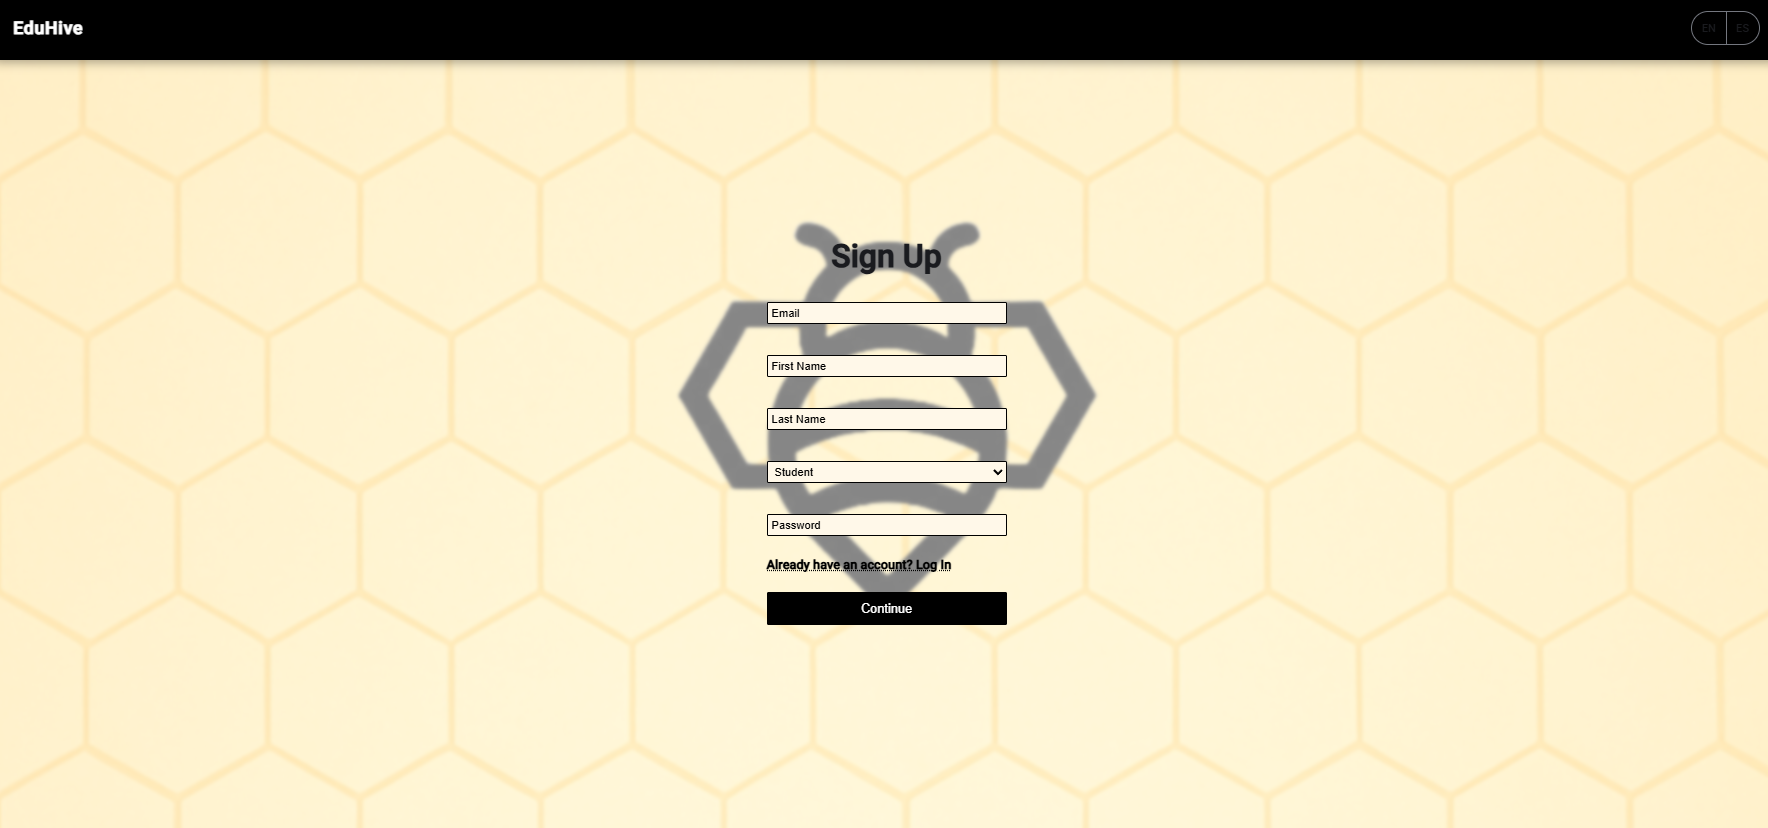 EduHive
EN ES
Sign Up
Email
First Name
Last Name
Student
Password
Already have an account? Log In
Continue